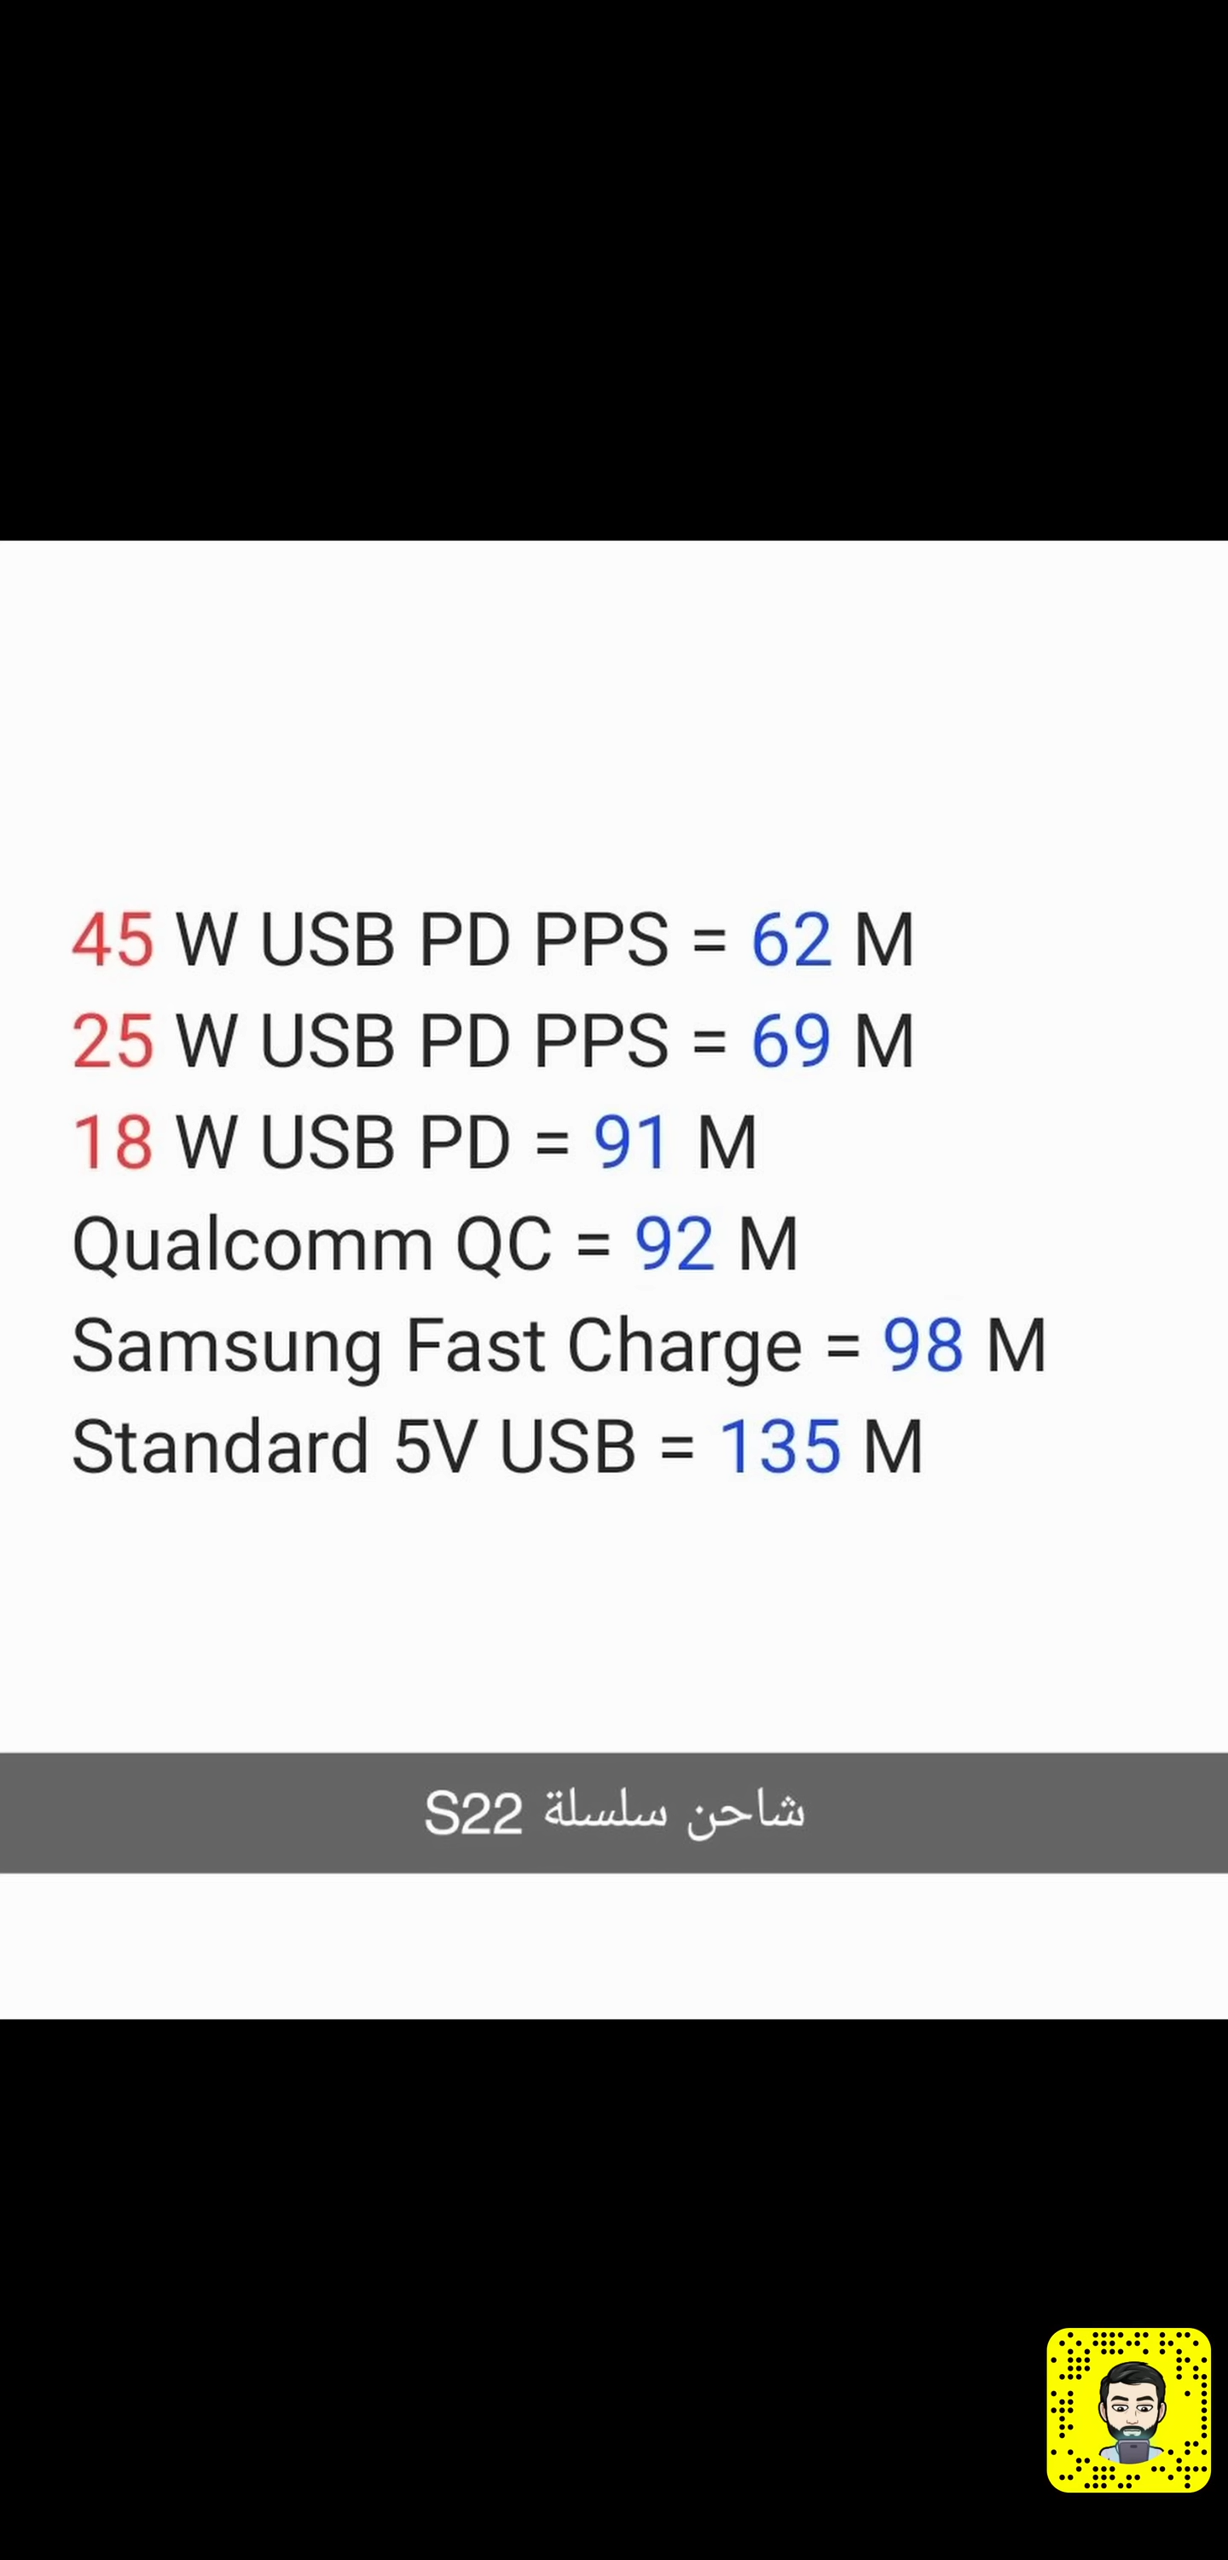 45 W USB PD PPS = 62 M
25 W USB PD PPS = 69 M
18 W USB PD = 91 M
Qualcomm QC = 92 M
Samsung Fast Charge = 98 M
Standard 5V USB = 135 M
شاحن سلسلة S22